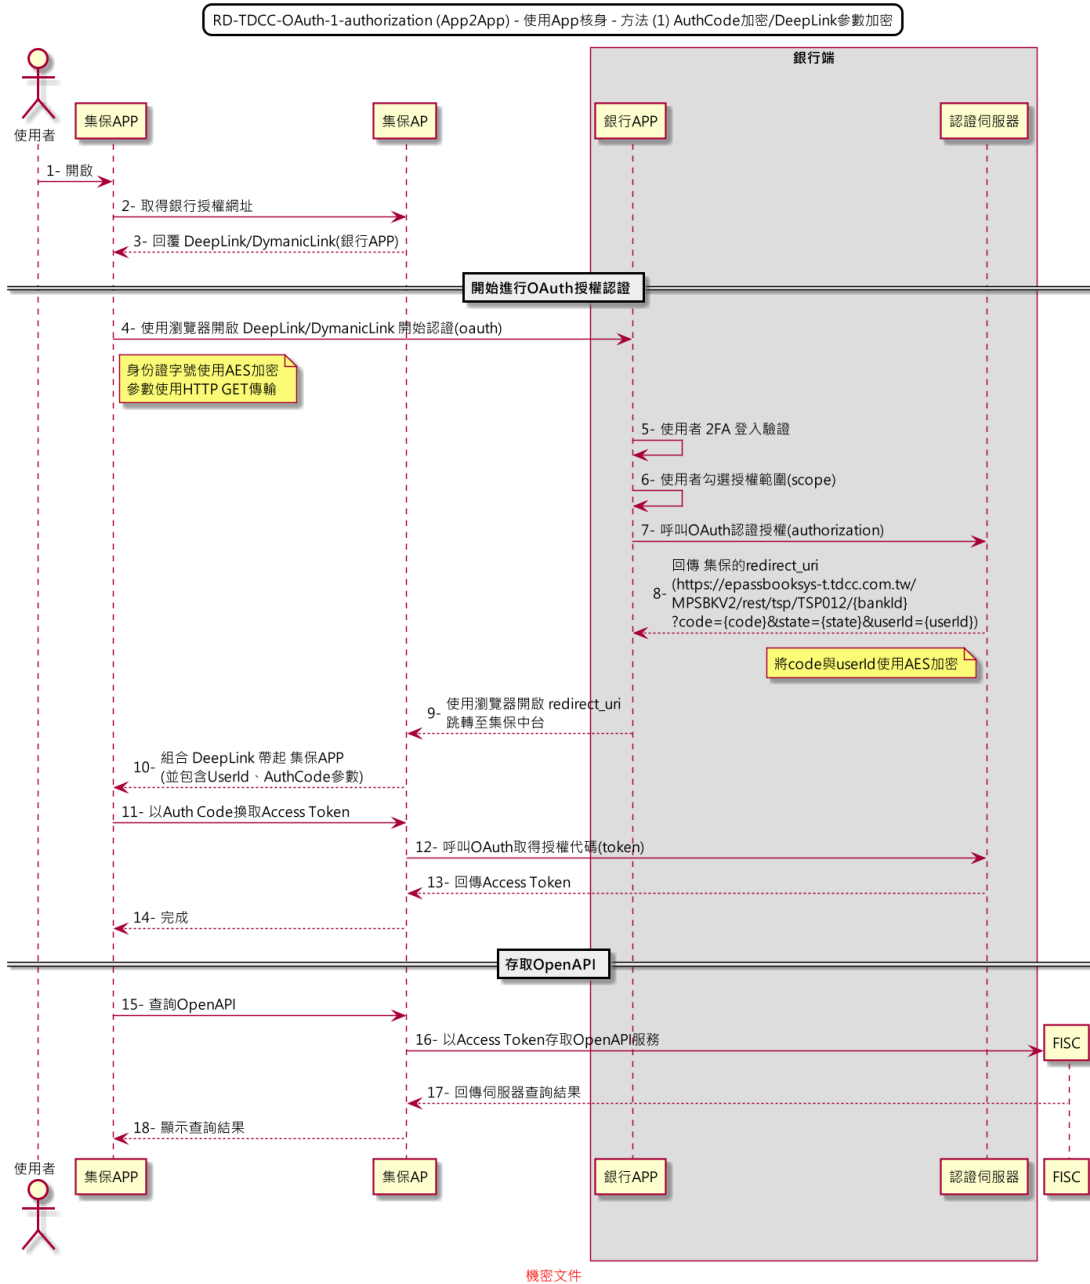 RD-TDCC-OAuth-1-authorization (App2App) - 使用App核身 - 方法 (1) AuthCode加密/DeepLink參數加密
銀行端
使用者
集保APP
集保AP
銀行APP
認證伺服器
1- 開啟
2- 取得銀行授權網址
3- 回覆 DeepLink/DymanicLink(銀行APP)
開始進行OAuth授權認證
4- 使用瀏覽器開啟 DeepLink/DymanicLink 開始認證(oauth)
身份證字號使用AES加密
參數使用HTTP GET傳輸
5- 使用者 2FA 登入驗證
6- 使用者勾選授權範圍(scope)
7- 呼叫OAuth認證授權(authorization)
8- 回傳 集保的redirect_uri
(https://epassbooksys-t.tdcc.com.tw/
MPSBKV2/rest/tsp/TSP012/{bankId}
?code={code}&state={state}&userId={userId})
將code與userId使用AES加密
9- 使用瀏覽器開啟 redirect_uri
跳轉至集保中台
10- 組合 DeepLink 帶起 集保APP
(並包含UserId、AuthCode參數)
11- 以Auth Code換取Access Token
12- 呼叫OAuth取得授權代碼(token)
13- 回傳Access Token
14- 完成
存取OpenAPI
15- 查詢OpenAPI
16- 以Access Token存取OpenAPI服務
FISC
17- 回傳伺服器查詢結果
18- 顯示查詢結果
使用者
集保APP
集保AP
銀行APP
認證伺服器
FISC
機密文件